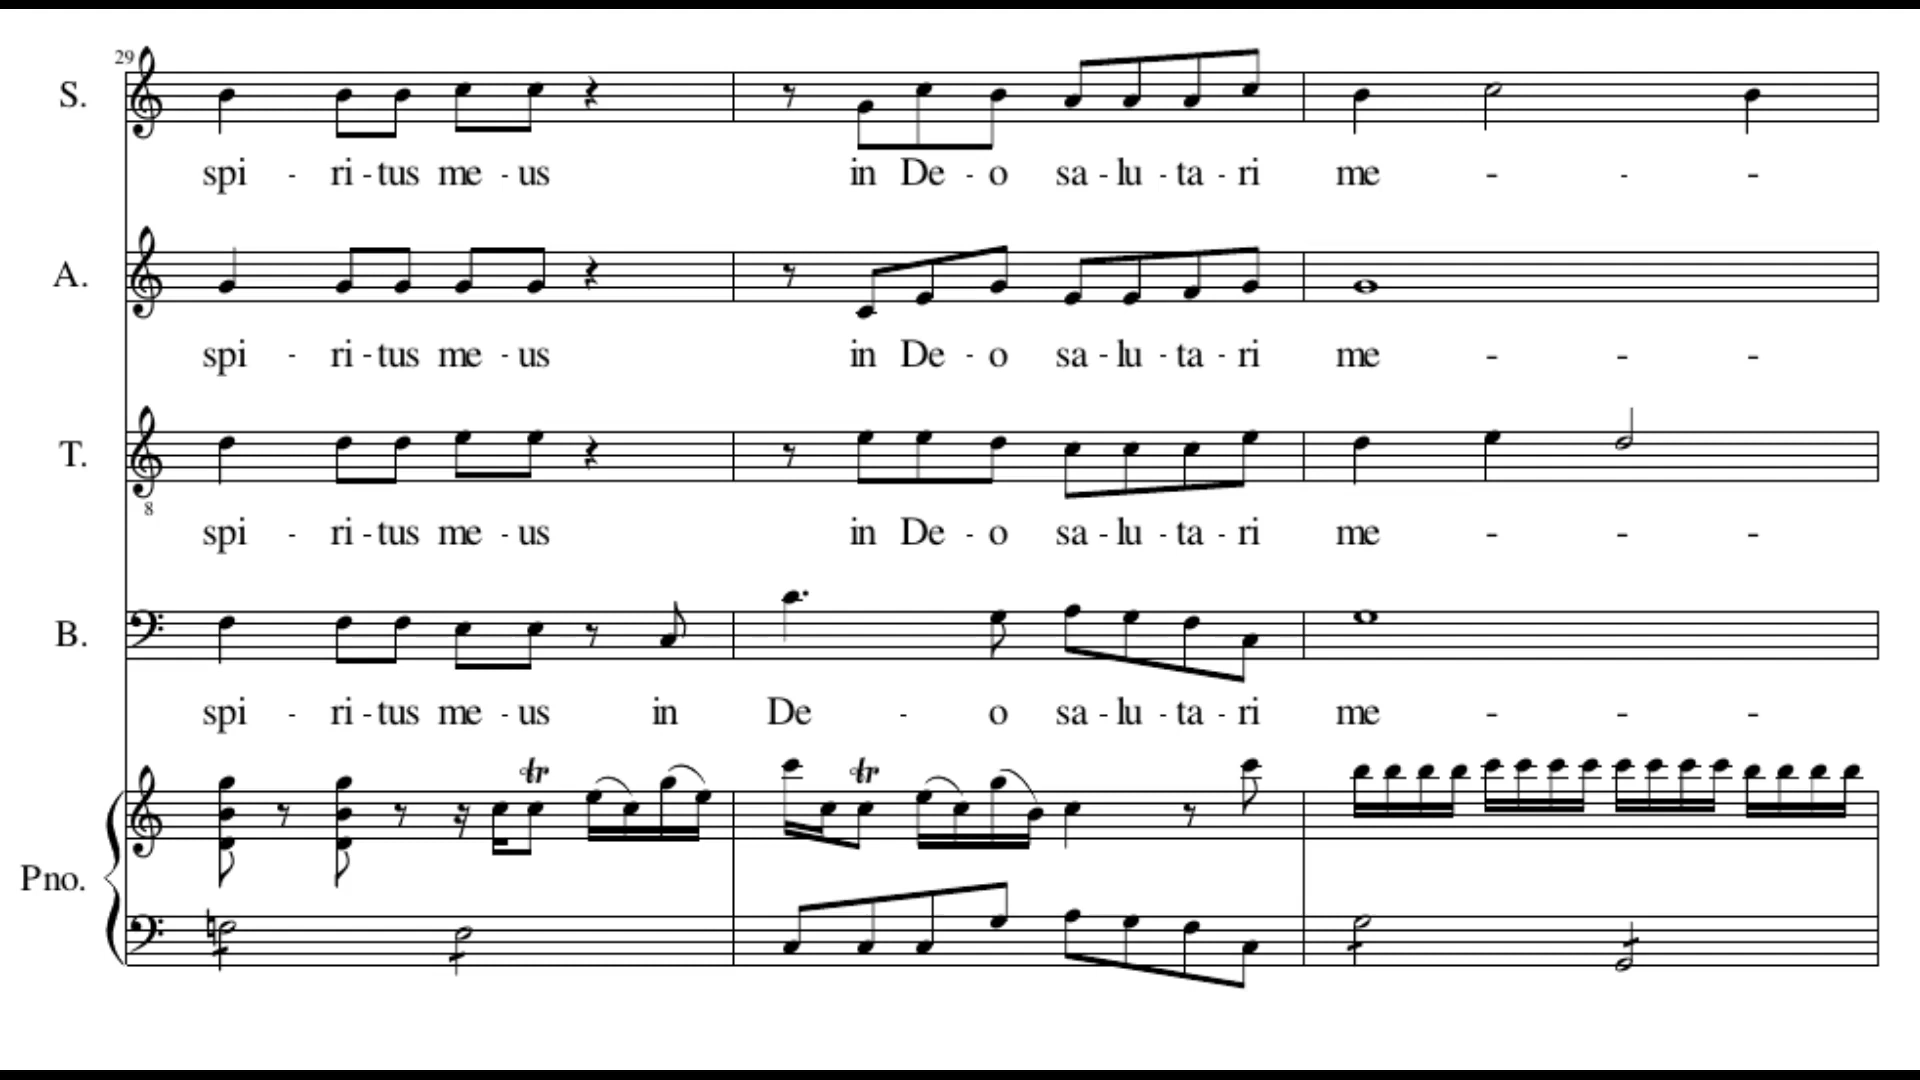 29
S.
spi - ri - tus me - us in De - o sa - lu - ta - ri me - - -
A.
spi - ri - tus me - us in De - o sa - lu - ta - ri me - - -
T.
8
spi - ri - tus me - us in De - o sa - lu - ta - ri me - - -
B.
spi - ri - tus me - us in De - o sa - lu - ta - ri me - - -
tr tr
Pno.